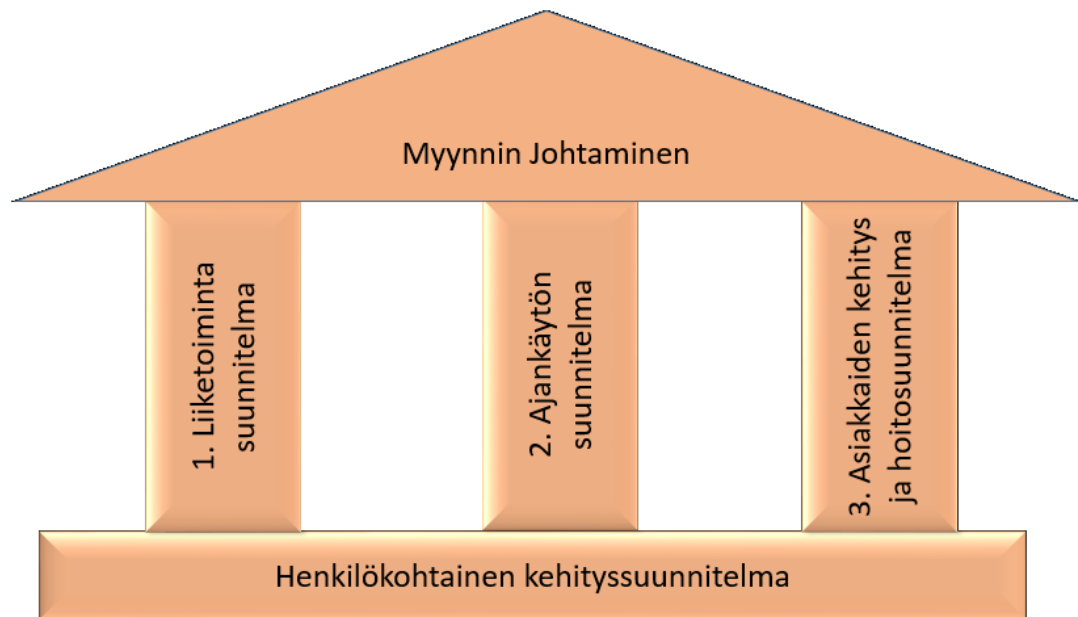 Myynnin Johtaminen
1. Liiketoiminta
suunnitelma
2. Ajankäytön
suunnitelma
3. Asiakkaiden kehitys
ja hoitosuunnitelma
Henkilökohtainen kehityssuunnitelma